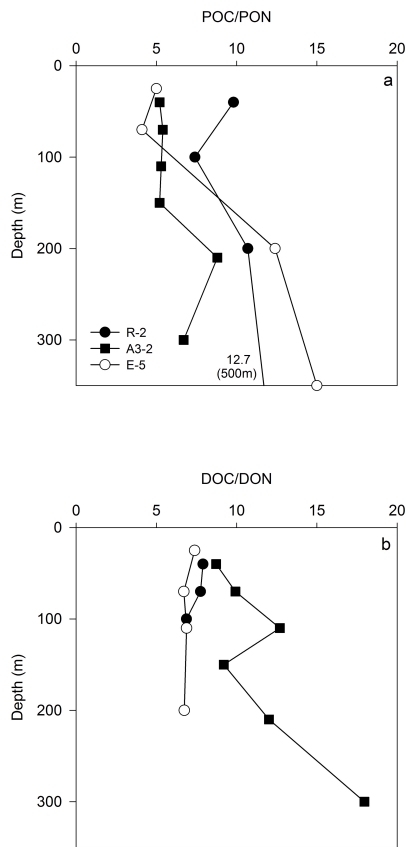 POC/PON
0 5 10 15 20
a
0
100
200
300
Depth (m)
R-2
A3-2
E-5
12.7
(500m)
DOC/DON
0 5 10 15 20
b
0
100
200
300
Depth (m)